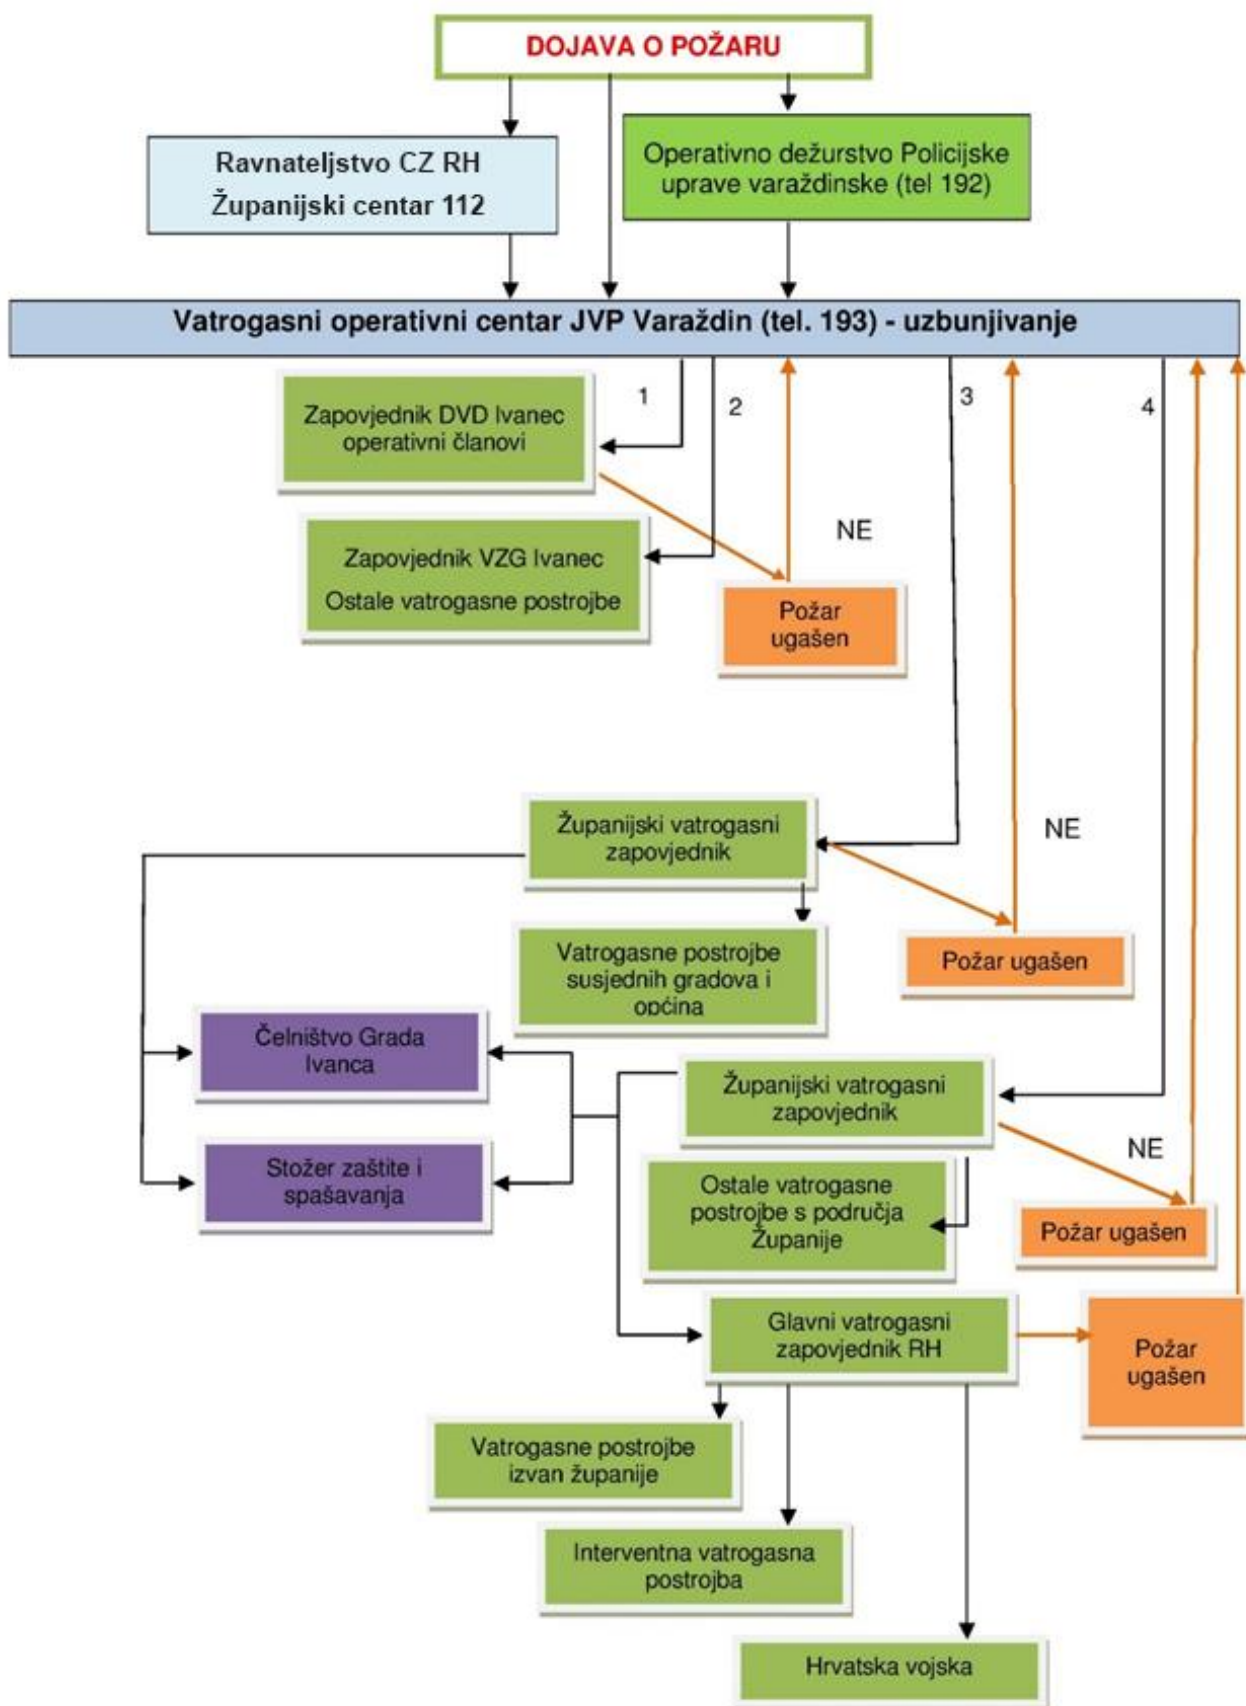 DOJAVA O POŽARU
Ravnateljstvo CZ RH
Županijski centar 112
Operativno dežurstvo Policijske
uprave varaždinske (tel 192)
Vatrogasni operativni centar JVP Varaždin (tel. 193) - uzbunjivanje
1
2
3
4
Zapovjednik DVD Ivanec
operativni članovi
Zapovjednik VZG Ivanec
Ostale vatrogasne postrojbe
NE
Požar
ugašen
Županijski vatrogasni
zapovjednik
NE
Vatrogasne postrojbe
susjednih gradova i
općina
Požar ugašen
Čelništvo Grada
Ivanca
Županijski vatrogasni
zapovjednik
NE
Stožer zaštite i
spašavanja
Ostale vatrogasne
postrojbe s područja
Županije
Požar ugašen
Glavni vatrogasni
zapovjednik RH
Požar
ugašen
Vatrogasne postrojbe
izvan županije
Interventna vatrogasna
postrojba
Hrvatska vojska